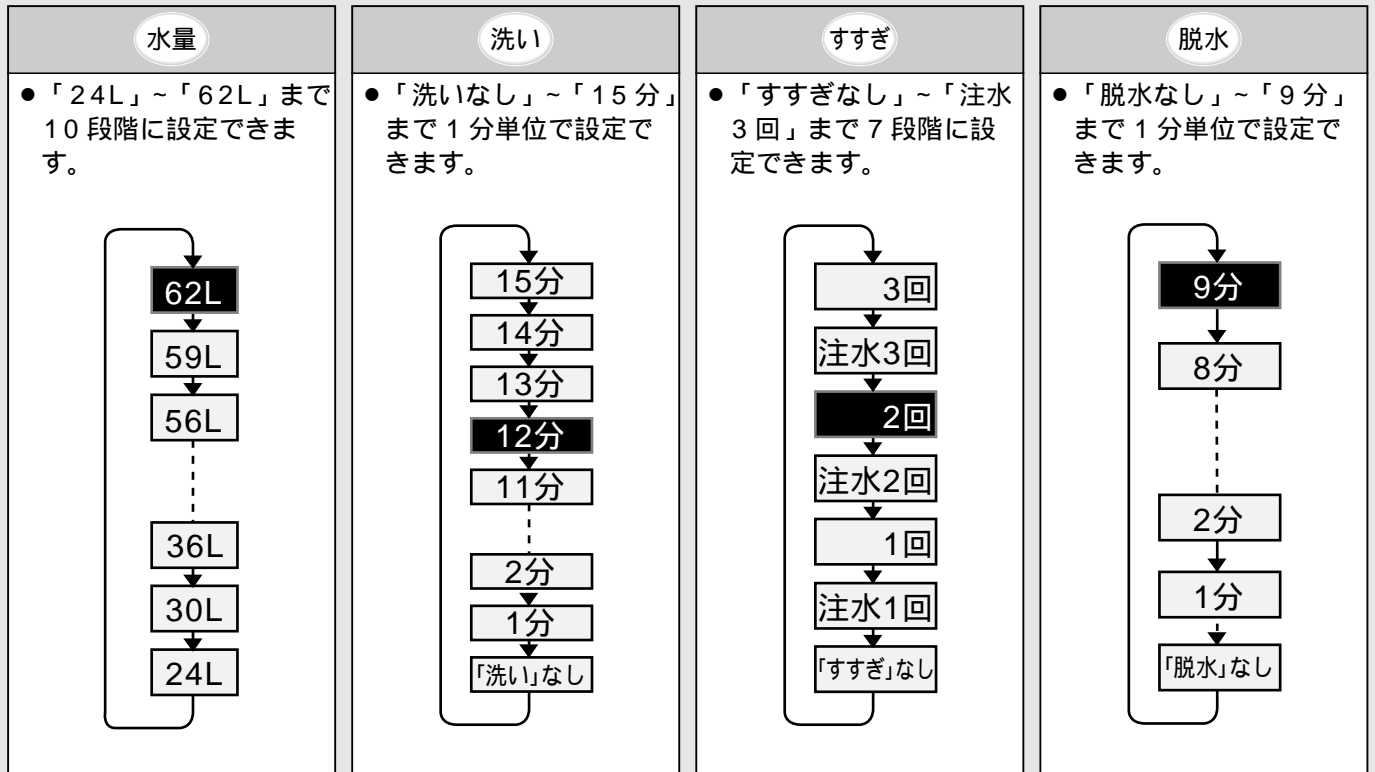 水量
●「24L」~「62L」まで
10段階に設定できま
す。
62L
59L
56L
36L
30L
24L
洗い
●「洗いなし」~「15分」
まで1分単位で設定で
きます。
15分
14分
13分
12分
11分
2分
1分
「洗い」なし
すすぎ
●「すすぎなし」~「注水
3回」まで7段階に設
定できます。
3回
注水3回
2回
注水2回
1回
注水1回
「すすぎ」なし
脱水
●「脱水なし」~「9分」
まで1分単位で設定で
きます。
9分
8分
2分
1分
「脱水」なし